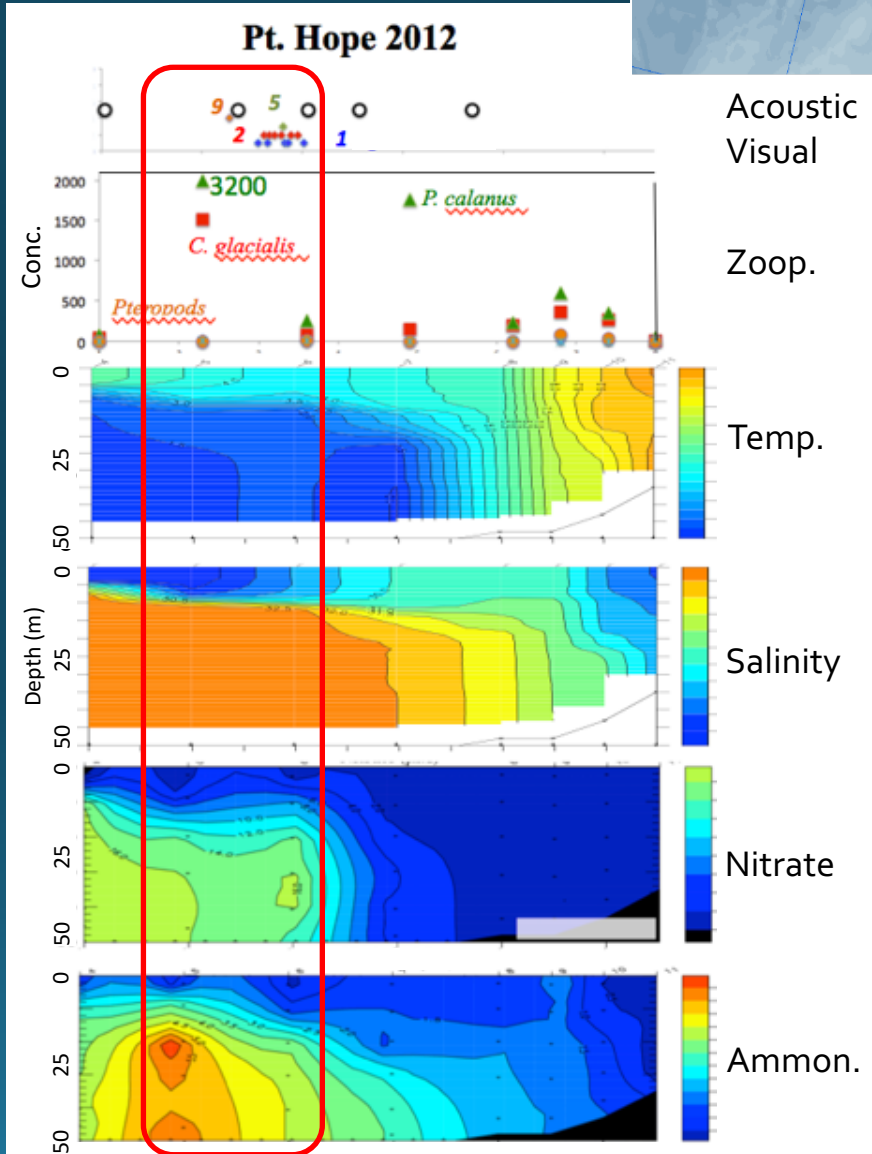 Pt. Hope 2012
Acoustic
Visual
9
5
2
1
2000
1500
1000
500
0
Conc.
3200
P. calanus
C. glacialis
Pteropods
Zoop.
0
25
50
Temp.
Depth (m)
0
25
50
Salinity
0
25
50
Nitrate
0
25
50
Ammon.